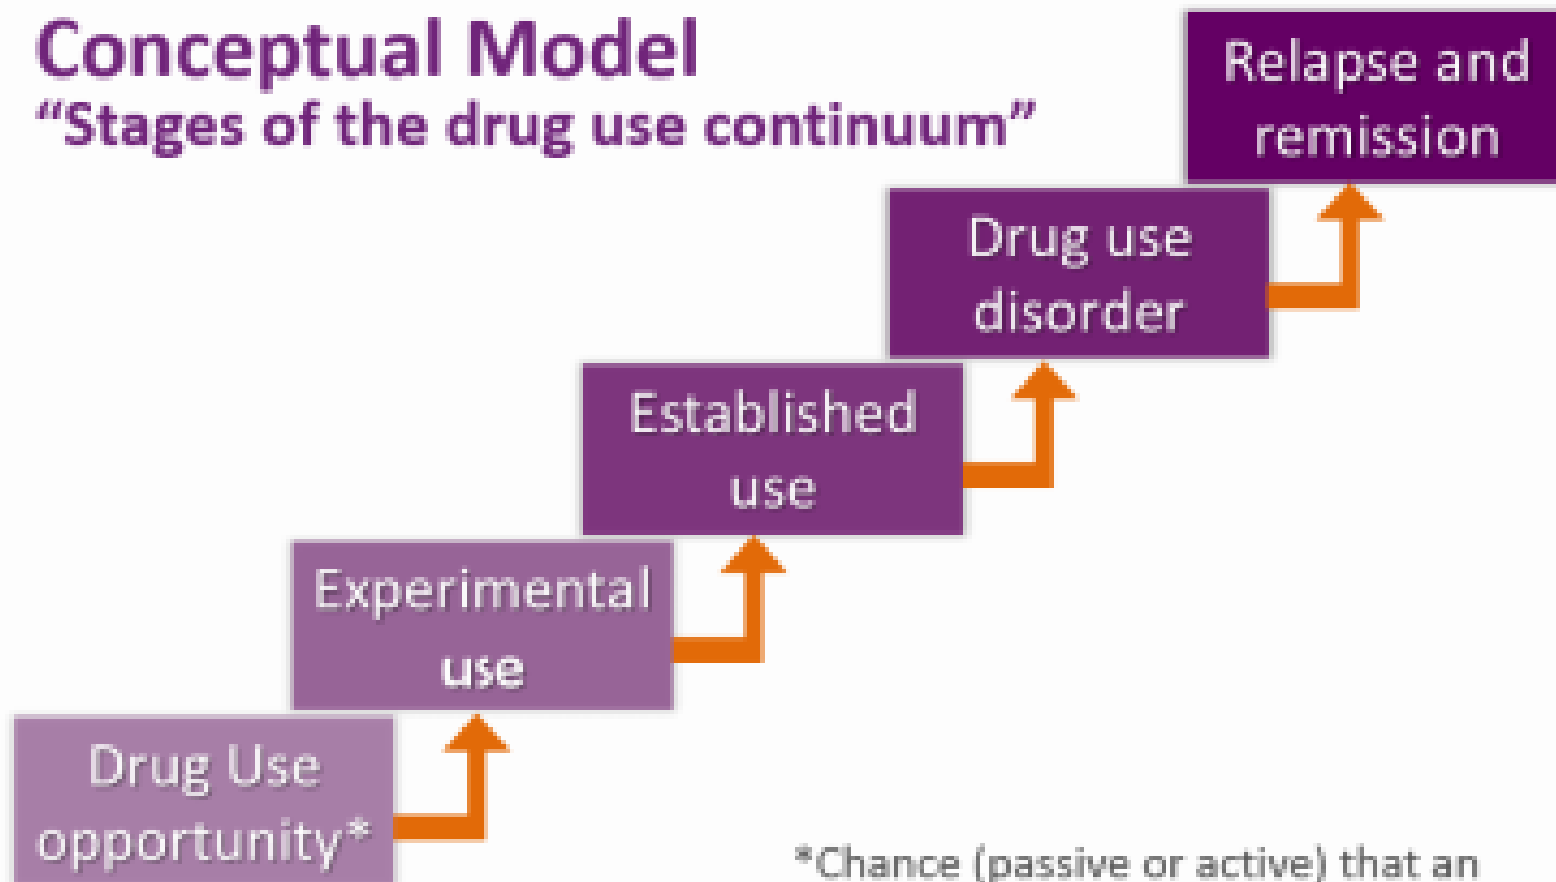 Conceptual Model
“Stages of the drug use continuum”
Relapse and
remission
Drug use
disorder
Established
use
Experimental
use
Drug Use
opportunity*
*Chance (passive or active) that an